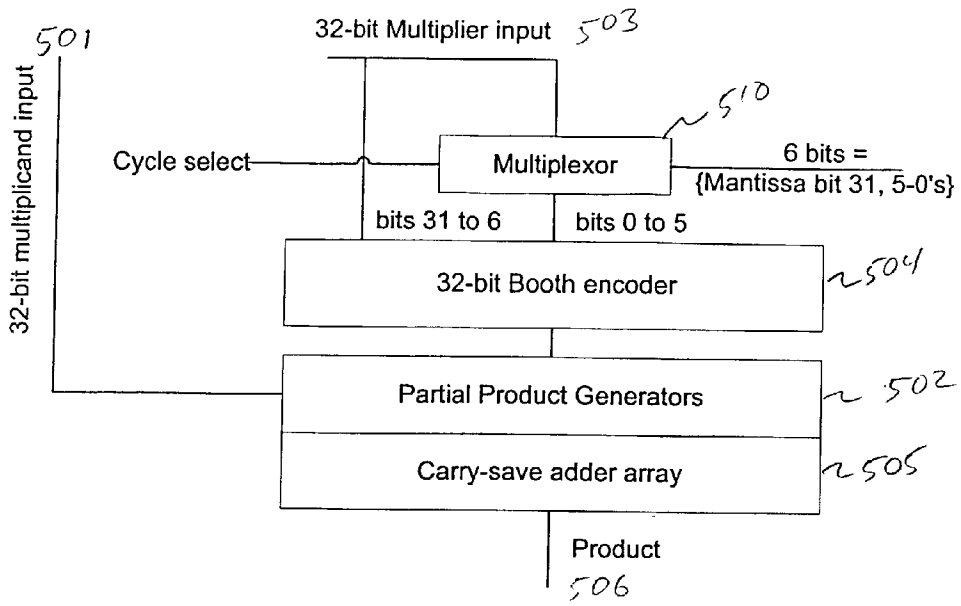 501
32-bit Multiplier input 503
510
32-bit multiplicand input
Cycle select
Multiplexor
6 bits =
{Mantissa bit 31, 5-0's}
bits 31 to 6
bits 0 to 5
32-bit Booth encoder
504
Partial Product Generators
502
Carry-save adder array
505
Product
506